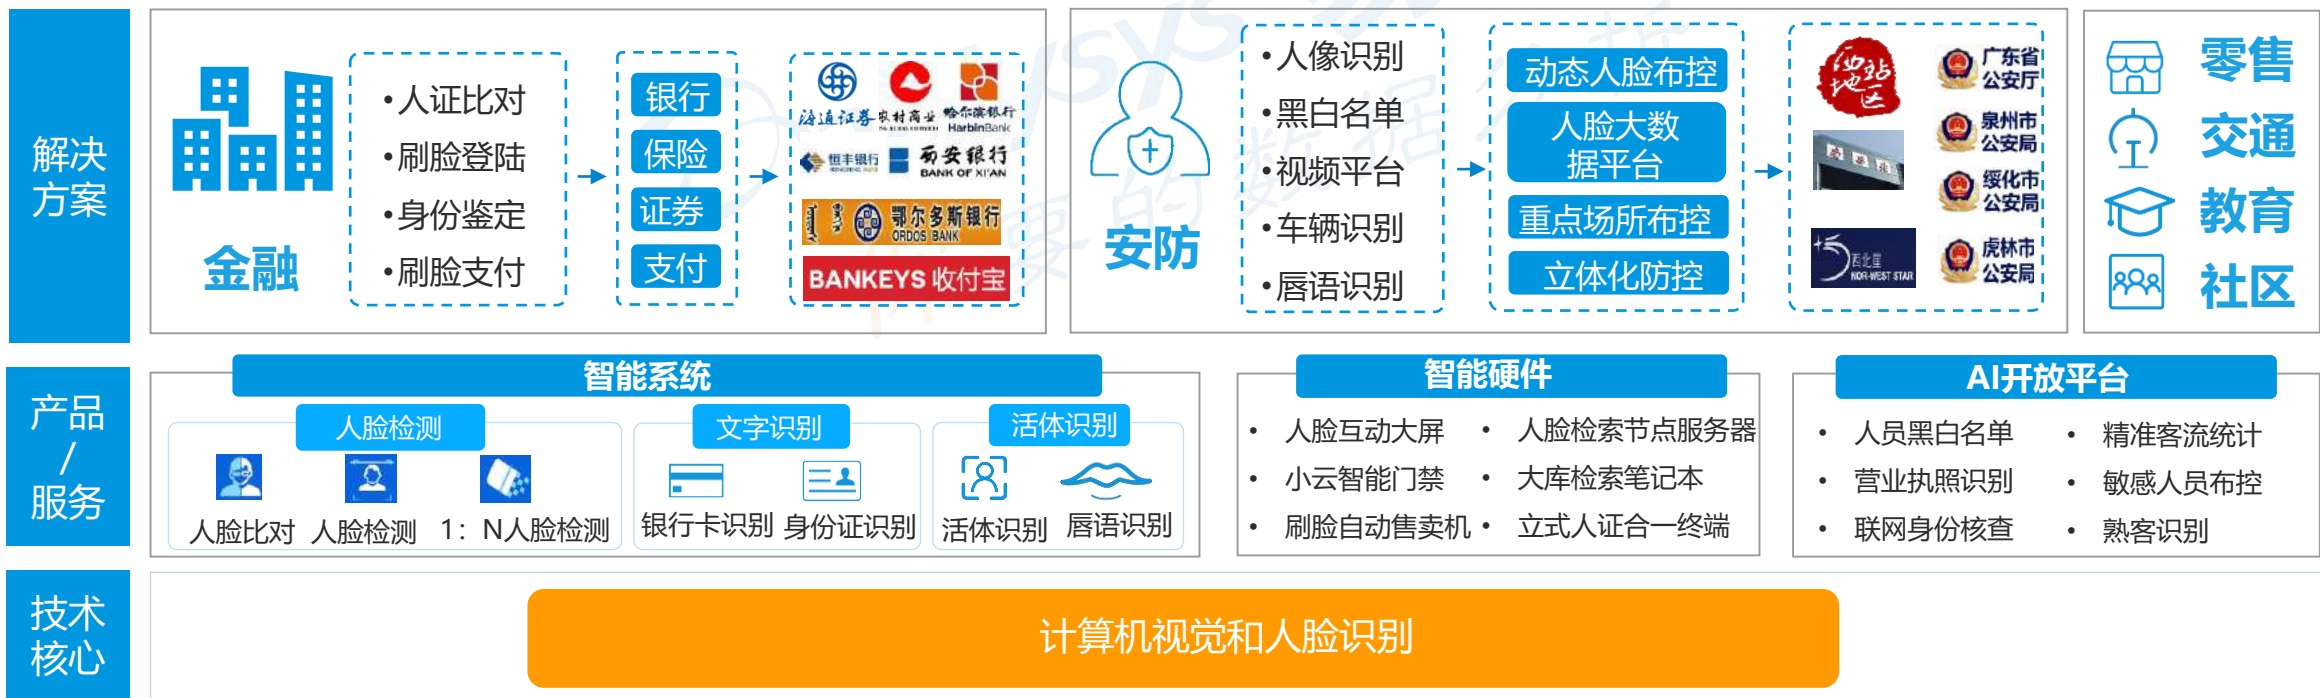 解决
方案
金融
•人证比对
•刷脸登陆
•身份鉴定
•刷脸支付
银行
保险
证券
支付
海通证券
农村商业
哈尔滨银行
HarbinBank
恒丰银行
西安银行
BANK OF XI'AN
鄂尔多斯银行
ORDOS BANK
BANKEYS 收付宝
安防
•人像识别
•黑白名单
•视频平台
•车辆识别
•唇语识别
动态人脸布控
人脸大数
据平台
重点场所布控
立体化防控
西站
地区
西北星
NOR-WEST STAR
广东省
公安厅
泉州市
公安局
绥化市
公安局
虎林市
公安局
零售
交通
教育
社区
产品
/
服务
智能系统
人脸检测
人脸比对
人脸检测
1：N人脸检测
文字识别
银行卡识别
身份证识别
活体识别
活体识别
唇语识别
智能硬件
• 人脸互动大屏
• 小云智能门禁
• 刷脸自动售卖机
• 人脸检索节点服务器
• 大库检索笔记本
• 立式人证合一终端
AI开放平台
• 人员黑白名单
• 营业执照识别
• 联网身份核查
• 精准客流统计
• 敏感人员布控
• 熟客识别
技术
核心
计算机视觉和人脸识别